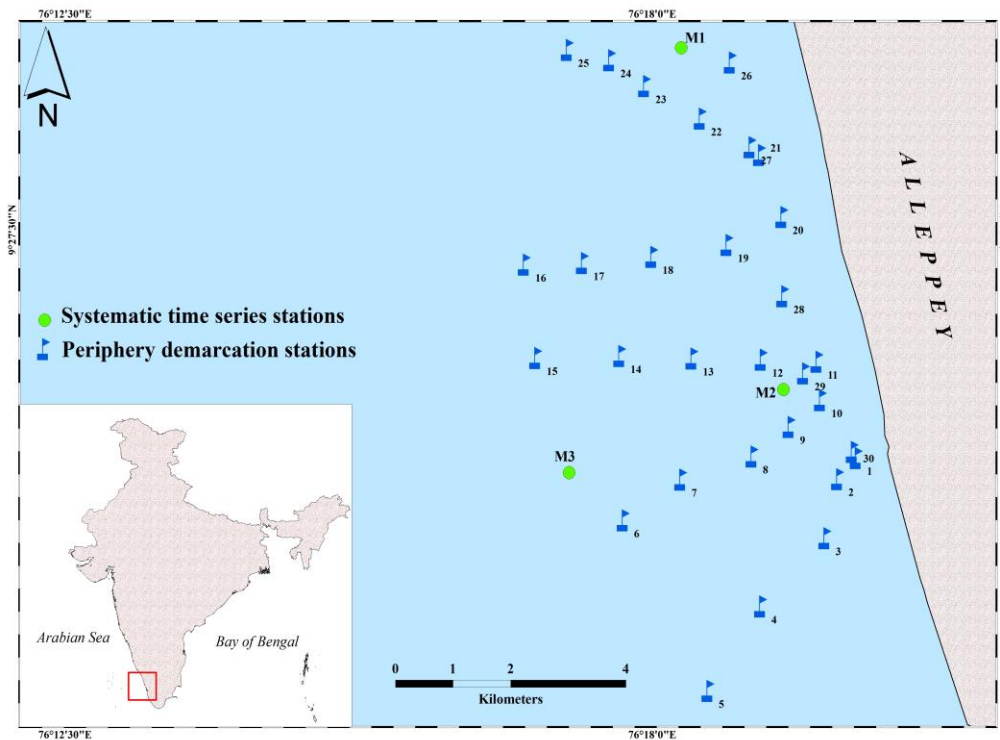 76°12'30"E 76°18'0"E
M1
25
24
26
23
22
21
27
ALLEPPEY
20
9°27'30"N
19
18
16 17
28
Systematic time series stations
Periphery demarcation stations
15 14 13 12 11
29
M2
10
9
M3
8
30
1
7 2
6
3
4
5
N
Arabian Sea
Bay of Bengal
0 1 2 4
Kilometers
76°12'30"E 76°18'0"E